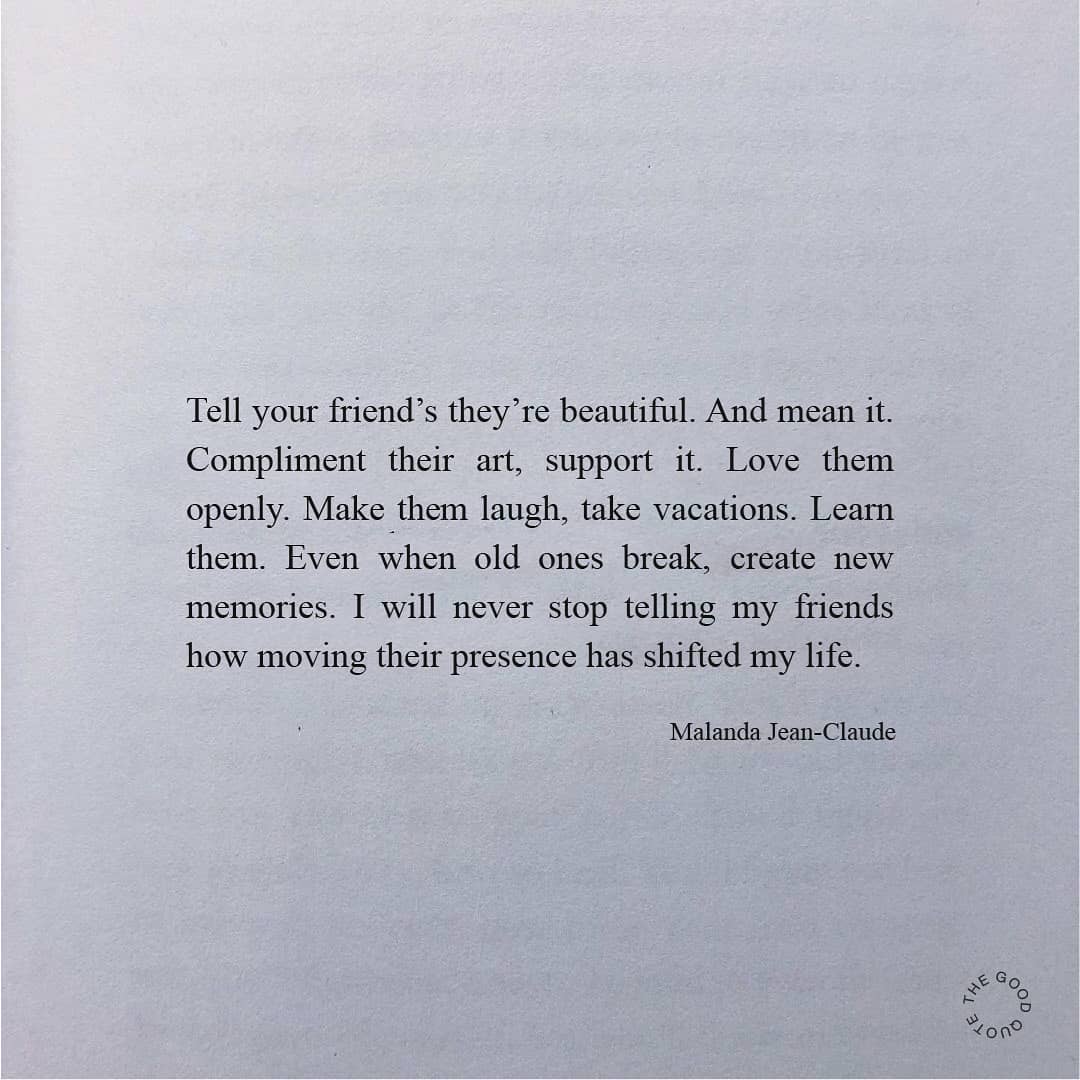 Tell your friend’s they’re beautiful. And mean it.
Compliment their art, support it. Love them
openly. Make them laugh, take vacations. Learn
them. Even when old ones break, create new
memories. I will never stop telling my friends
how moving their presence has shifted my life.
Malanda Jean-Claude
THE GOOD QUOTE